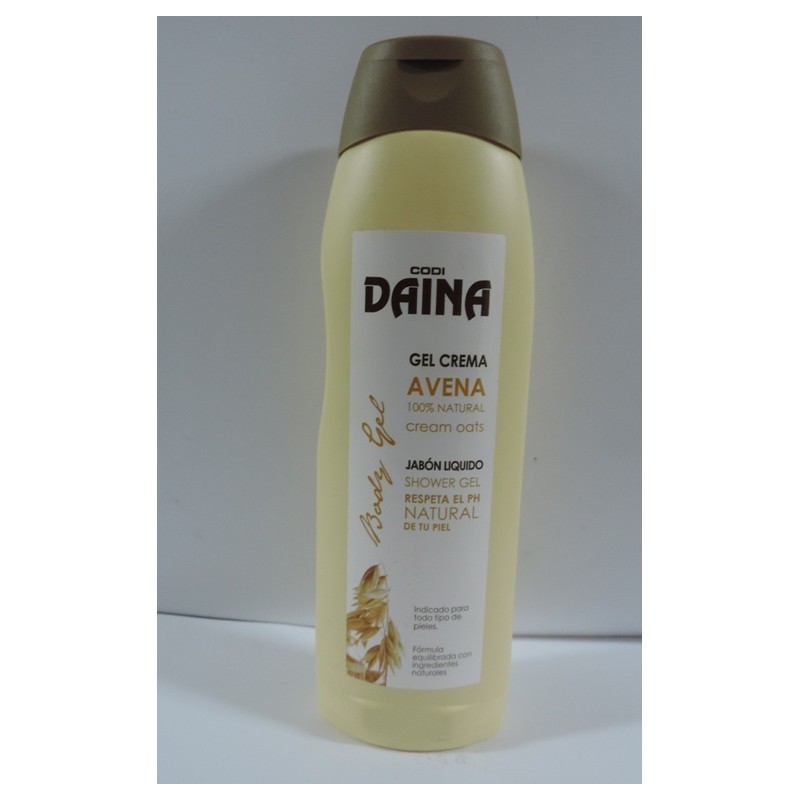 CODI
DAINA
GEL CREMA
AVENA
100% NATURAL
cream oats
Body Gel
JABÓN LIQUIDO
SHOWER GEL
RESPETA EL PH
NATURAL
DE TU PIEL
Indicado para
todo tipo de
pieles.
Fórmula
equilibrada con
ingredientes
naturales